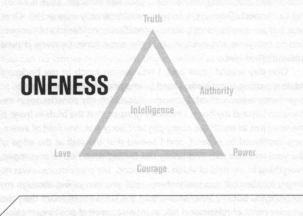 Truth
ONENESS
Authority
Intelligence
Love
Power
Courage